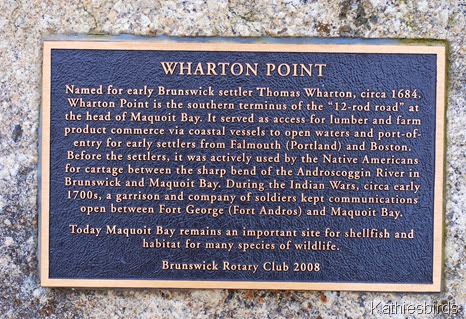 WHARTON POINT
Named for early Brunswick settler Thomas Wharton, circa 1684,
Wharton Point is the southern terminus of the "12-rod road" at
the head of Maquoit Bay. It served as access for lumber and farm
product commerce via coastal vessels to open waters and port-of-
entry for early settlers from Falmouth (Portland) and Boston.
Before the settlers, it was actively used by the Native Americans
for cartage between the sharp bend of the Androscoggin River in
Brunswick and Maquoit Bay. During the Indian Wars, circa early
1700s, a garrison and company of soldiers kept communications
open between Fort George (Fort Andros) and Maquoit Bay.
Today Maquoit Bay remains an important site for shellfish and
habitat for many species of wildlife.
Brunswick Rotary Club 2008
Kathiesbirds